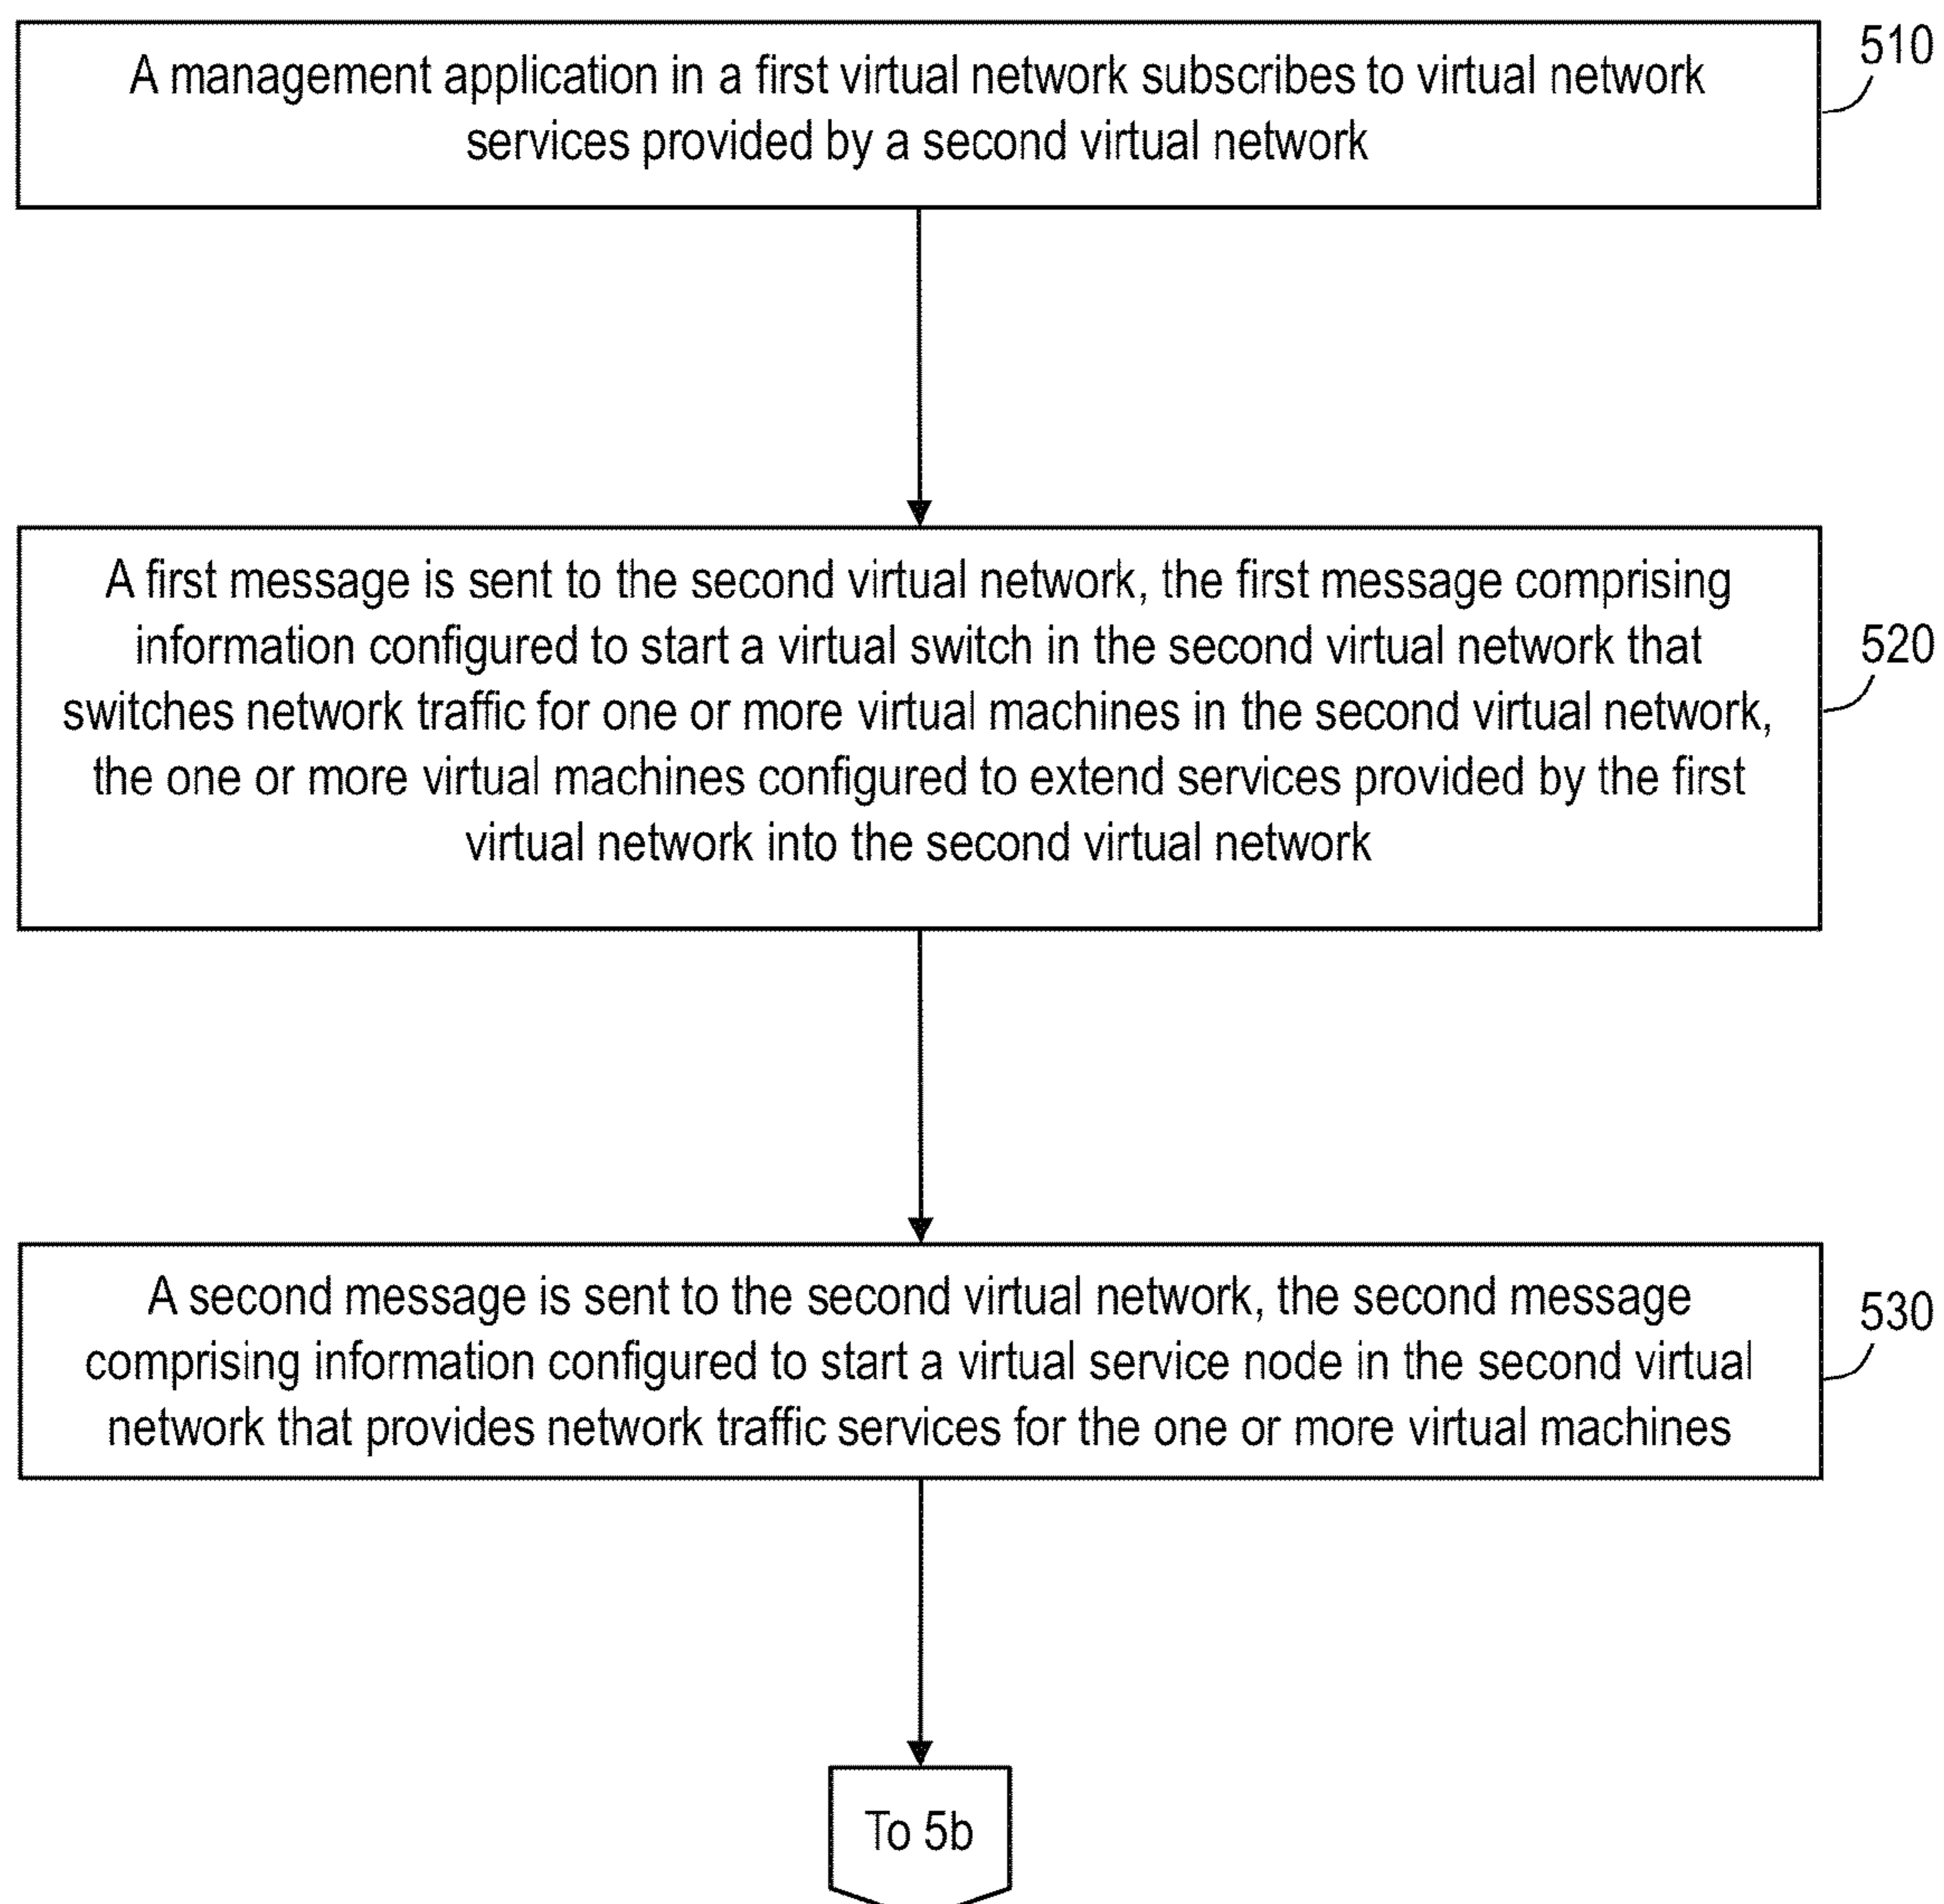 A management application in a first virtual network subscribes to virtual network
services provided by a second virtual network
510
A first message is sent to the second virtual network, the first message comprising
information configured to start a virtual switch in the second virtual network that
switches network traffic for one or more virtual machines in the second virtual network,
the one or more virtual machines configured to extend services provided by the first
virtual network into the second virtual network
520
A second message is sent to the second virtual network, the second message
comprising information configured to start a virtual service node in the second virtual
network that provides network traffic services for the one or more virtual machines
530
To 5b